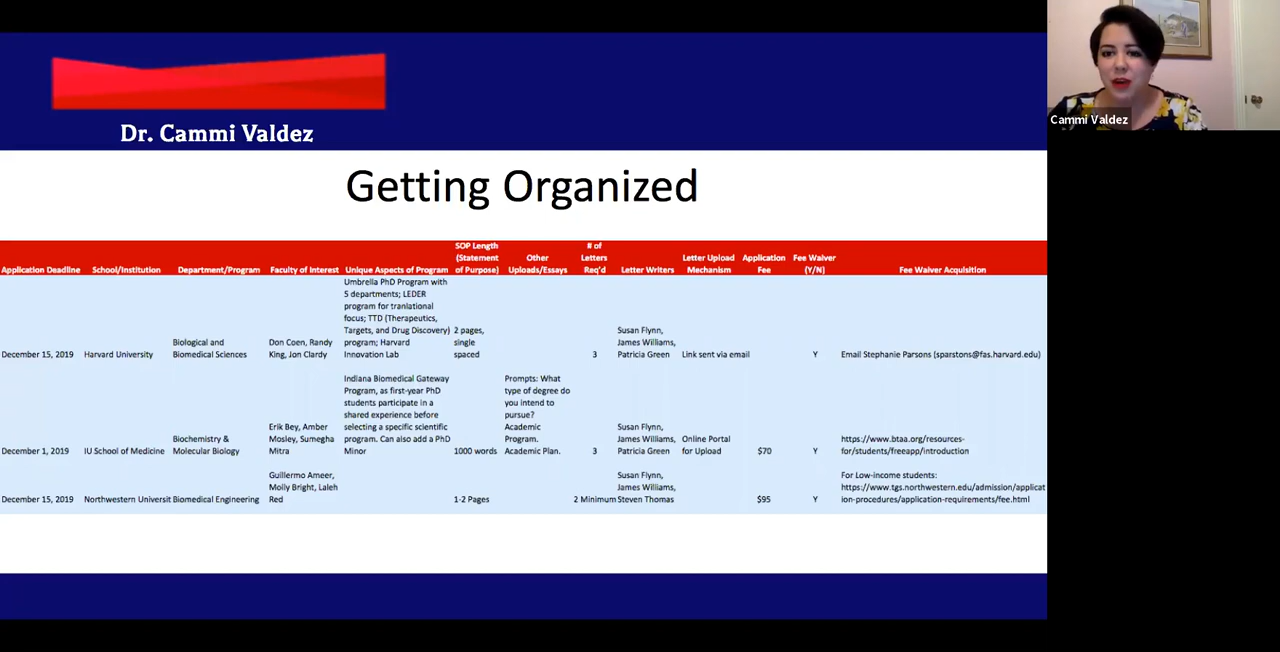 Dr. Cammi Valdez
Cammi Valdez
Getting Organized
Application Deadline
School/Institution
Department/Program
Faculty of Interest
Unique Aspects of Program
SOP Length
(Statement
of Purpose)
Other
Uploads/Essays
# of
Letters
Req'd
Letter Writers
Letter Upload
Mechanism
Application
Fee
Fee Waiver
(Y/N)
Fee Waiver Acquisition
December 15, 2019
Harvard University
Biological and
Biomedical Sciences
Don Coen, Randy
King, Jon Clardy
Umbrella PhD Program with
5 departments; LEDER
program for tranlational
focus; TTD (Therapeutics,
Targets, and Drug Discovery)
program; Harvard
Innovation Lab
2 pages,
single
spaced
3
Susan Flynn,
James Williams,
Patricia Green
Link sent via email
Y
Email Stephanie Parsons (sparstons@fas.harvard.edu)
December 1, 2019
IU School of Medicine
Biochemistry &
Molecular Biology
Erik Bey, Amber
Mosley, Sumegha
Mitra
Indiana Biomedical Gateway
Program, as first-year PhD
students participate in a
shared experience before
selecting a specific scientific
program. Can also add a PhD
Minor
1000 words
Prompts: What
type of degree do
you intend to
pursue?
Academic
Program.
Academic Plan.
3
Susan Flynn,
James Williams,
Patricia Green
Online Portal
for Upload
$70
Y
https://www.btaa.org/resources-
for/students/freeapp/introduction
December 15, 2019
Northwestern Universit
Biomedical Engineering
Guillermo Ameer,
Molly Bright, Laleh
Red
1-2 Pages
2 Minimum
Susan Flynn,
James Williams,
Steven Thomas
$95
Y
For Low-income students:
https://www.tgs.northwestern.edu/admission/applicat
ion-procedures/application-requirements/fee.html